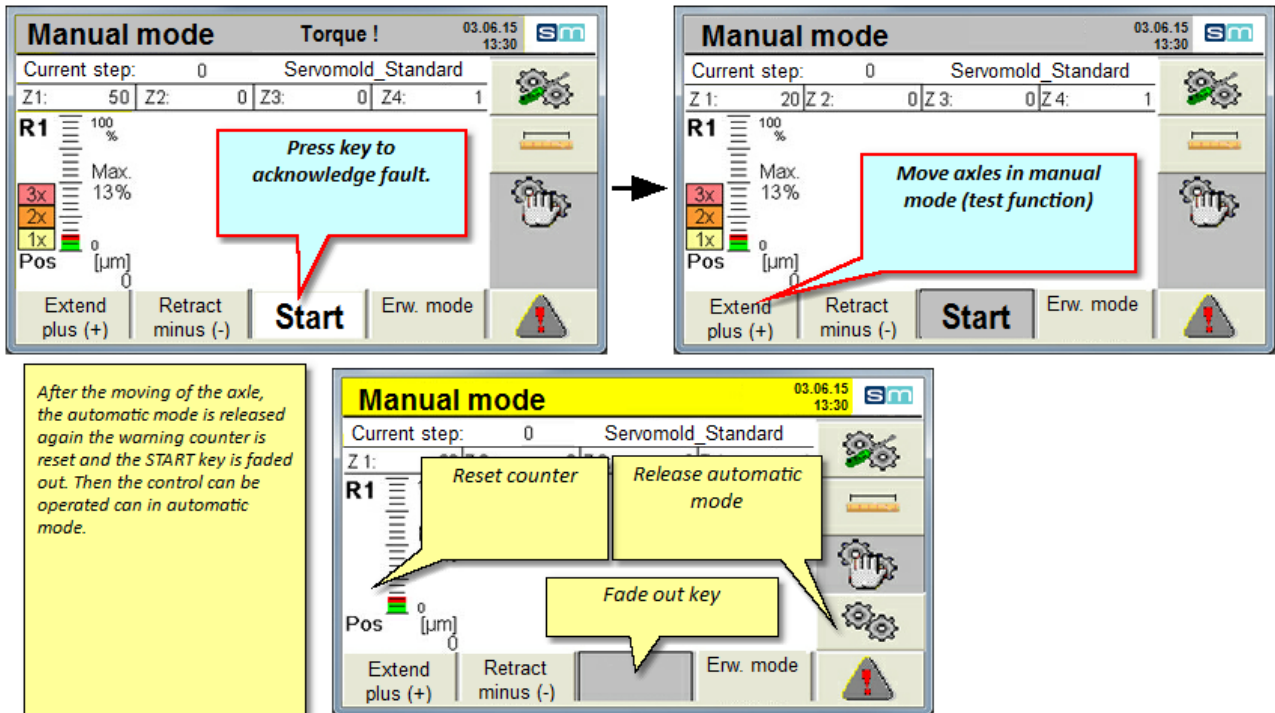 Manual mode Torque ! 03.06.15
13:30 sm
Current step: 0 Servomold_Standard
Z1: 50 Z2: 0 Z3: 0 Z4: 1
R1 100
%
Max.
13%
3x
2x
1x
0
Pos [µm]
0
Press key to
acknowledge fault.
Extend
plus (+)
Retract
minus (-)
Start
Erw. mode
Manual mode 03.06.15
13:30 sm
Current step: 0 Servomold_Standard
Z 1: 20 Z 2: 0 Z 3: 0 Z 4: 1
R1 100
%
Max.
13%
3x
2x
1x
0
Pos [µm]
0
Move axles in manual
mode (test function)
Extend
plus (+)
Retract
minus (-)
Start
Erw. mode
After the moving of the axle,
the automatic mode is released
again the warning counter is
reset and the START key is faded
out. Then the control can be
operated can in automatic
mode.
Manual mode 03.06.15
13:30 sm
Current step: 0 Servomold_Standard
Z 1:
R1
Reset counter
Release automatic
mode
Fade out key
0
Pos [µm]
0
Extend
plus (+)
Retract
minus (-)
Erw. mode